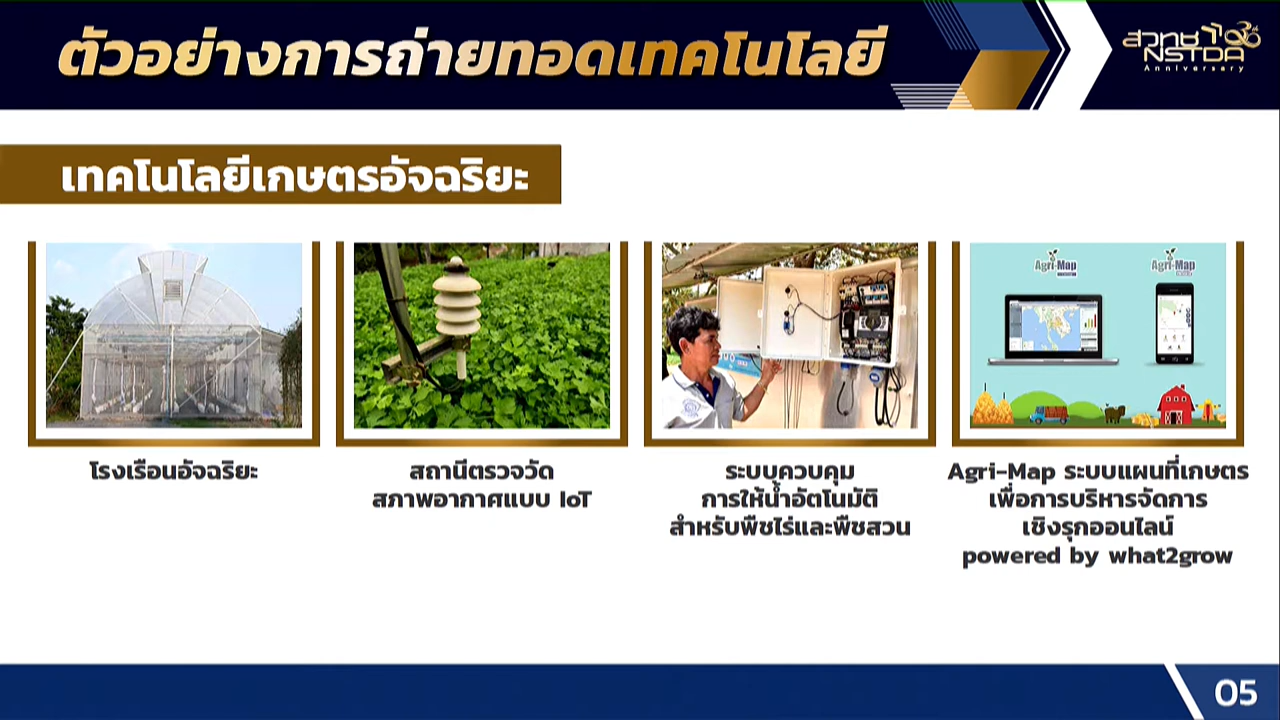 ตัวอย่างการถ่ายทอดเทคโนโลยี
สวทช
NSTDA
Anniversary
เทคโนโลยีเกษตรอัจฉริยะ
Agri-Map
Agri-Map
โรงเรือนอัจฉริยะ
สถานีตรวจวัด
สภาพอากาศแบบ IoT
ระบบควบคุม
การให้น้ำอัตโนมัติ
สำหรับพืชไร่และพืชสวน
Agri-Map ระบบแผนที่เกษตร
เพื่อการบริหารจัดการ
เชิงรุกออนไลน์
powered by what2grow
05